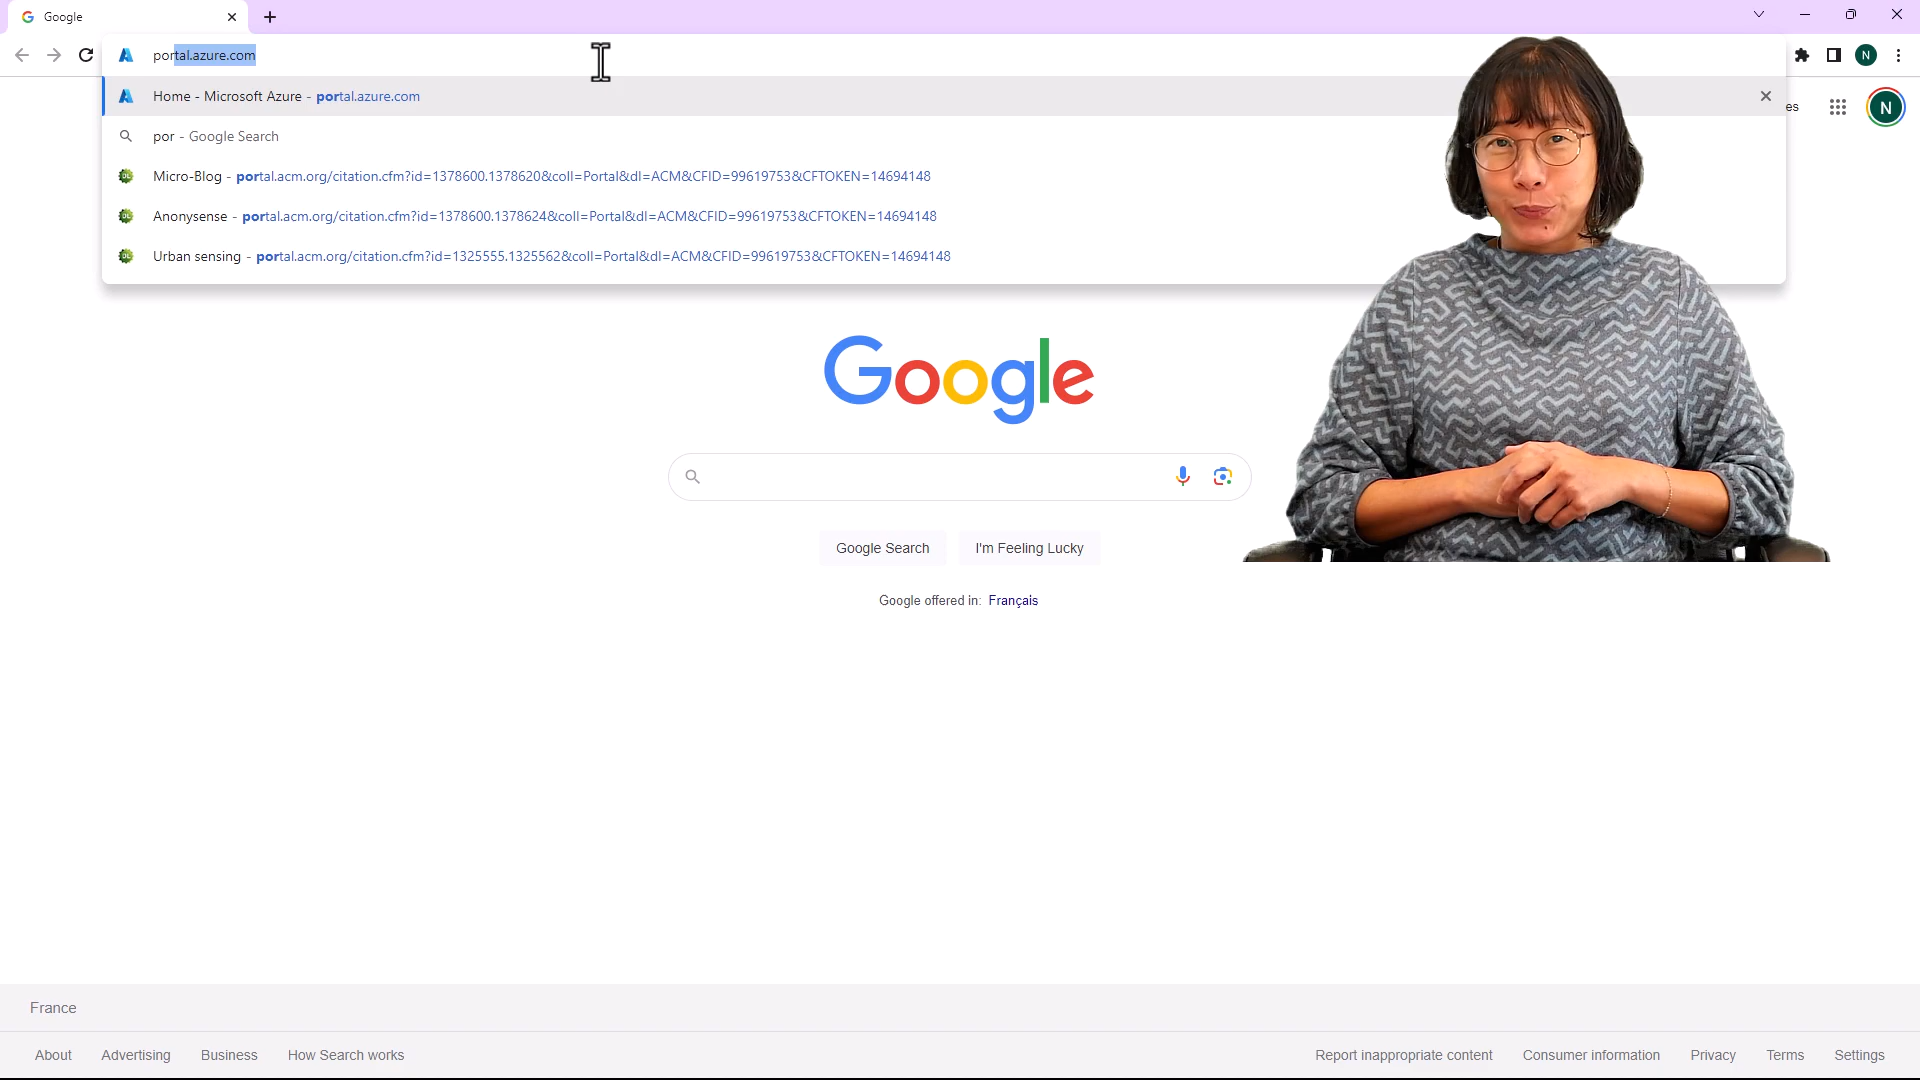 Google
portal.azure.com
N
Home - Microsoft Azure - portal.azure.com
es
N
por - Google Search
Micro-Blog - portal.acm.org/citation.cfm?id=1378600.1378620&coll=Portal&dl=ACM&CFID=99619753&CFTOKEN=14694148
Anonysense - portal.acm.org/citation.cfm?id=1378600.1378624&coll=Portal&dl=ACM&CFID=99619753&CFTOKEN=14694148
Urban sensing - portal.acm.org/citation.cfm?id=1325555.1325562&coll=Portal&dl=ACM&CFID=99619753&CFTOKEN=14694148
Google
Google Search
I'm Feeling Lucky
Google offered in: Français
France
About Advertising Business How Search works
Report inappropriate content Consumer information Privacy Terms Settings